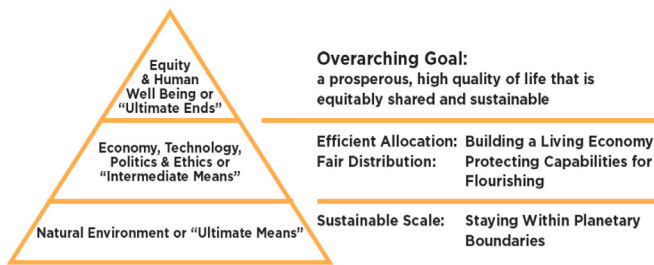 Equity
& Human
Well Being or
“Ultimate Ends”
Economy, Technology,
Politics & Ethics or
“Intermediate Means”
Natural Environment or “Ultimate Means”
Overarching Goal:
a prosperous, high quality of life that is
equitably shared and sustainable
Efficient Allocation: Building a Living Economy
Fair Distribution: Protecting Capabilities for
Flourishing
Sustainable Scale: Staying Within Planetary
Boundaries